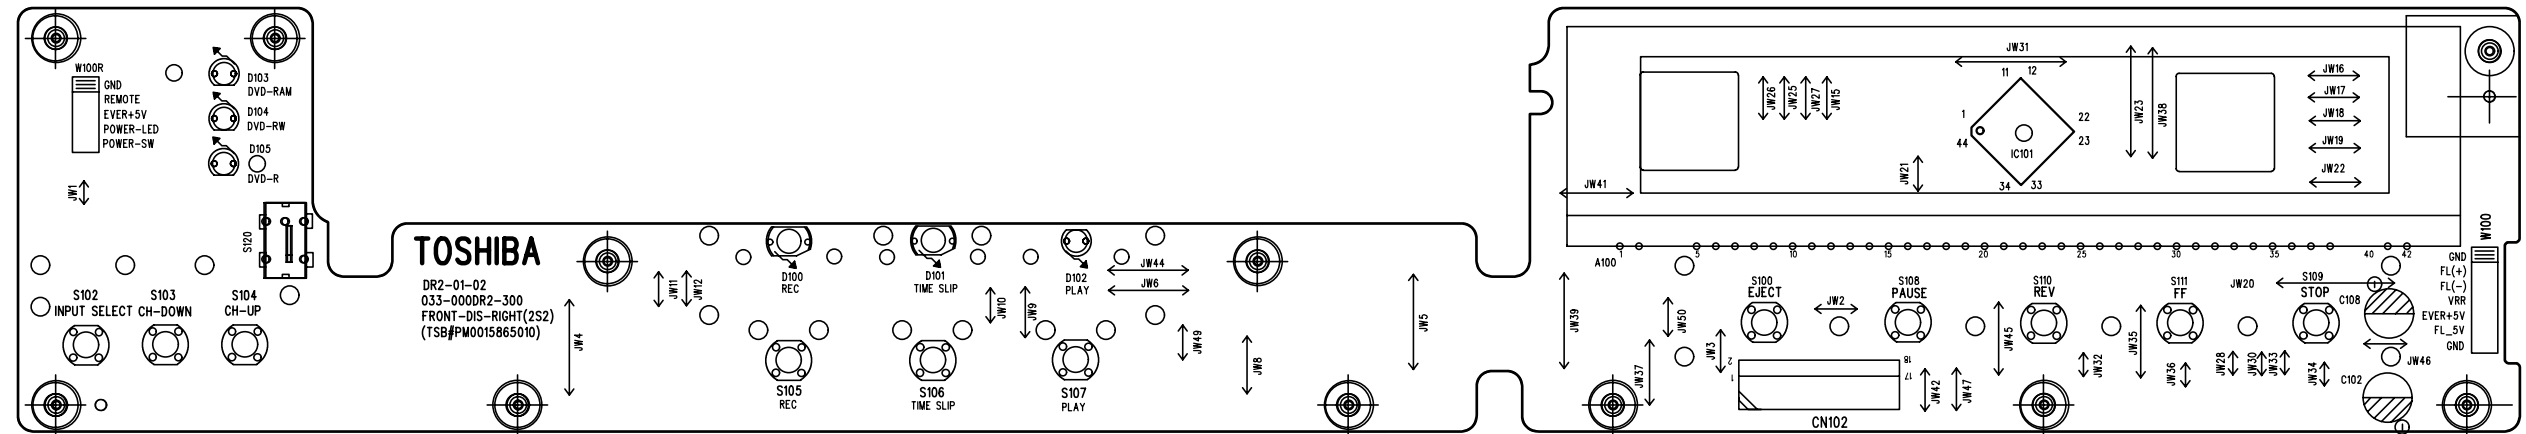 W100R
GND
REMOTE
EVER+5V
POWER-LED
POWER-SW
D103
DVD-RAM
D104
DVD-RW
D105
DVD-R
JW1
S120
S102
INPUT SELECT
S103
CH-DOWN
S104
CH-UP
TOSHIBA
DR2-01-02
033-000DR2-300
FRONT-DIS-RIGHT(2S2)
(TSB#PM0015865010)
JW4
JW11
JW12
D100
REC
D101
TIME SLIP
D102
PLAY
JW44
JW6
JW10
JW9
JW49
JW8
JW5
S105
REC
S106
TIME SLIP
S107
PLAY
JW31
11
12
1
44
22
23
34
33
IC101
JW26
JW25
JW27
JW15
JW21
JW41
JW23
JW38
JW16
JW17
JW18
JW19
JW22
W100
A100
1
5
10
15
20
25
30
35
40
42
GND
FL(+)
FL(-)
VRR
EVER+5V
FL_5V
GND
JW39
JW50
JW37
JW3
S100
EJECT
JW2
S108
PAUSE
S110
REV
S111
FF
JW20
S109
STOP
C108
C102
JW46
JW45
JW32
JW35
JW36
JW28
JW30
JW33
JW34
2
1
18
17
JW42
JW47
CN102